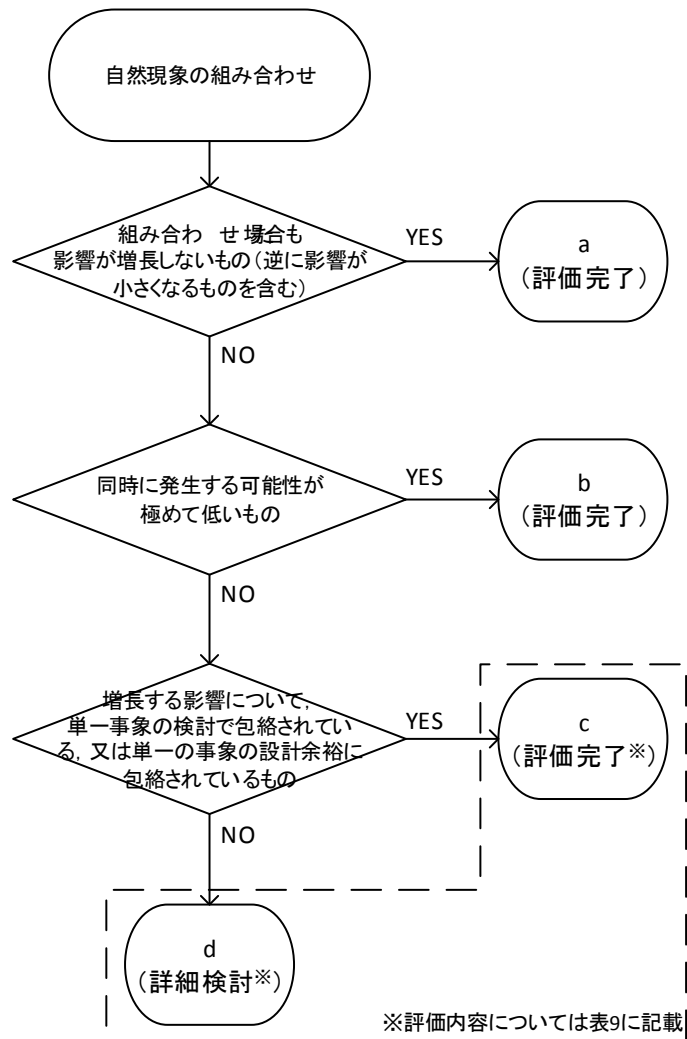 自然現象の組み合わせ
組み合わ せ 場合も
影響が増長しないもの（逆に影響が
小さくなるものを含む）
YES
a
（評価完了）
NO
同時に発生する可能性が
極めて低いもの
YES
b
（評価完了）
NO
増長する影響について，
単一事象の検討で包絡されてい
る，又は単一の事象の設計余裕に
包絡されているもの
YES
c
（評価完了※）
NO
d
（詳細検討※）
※評価内容については表9に記載